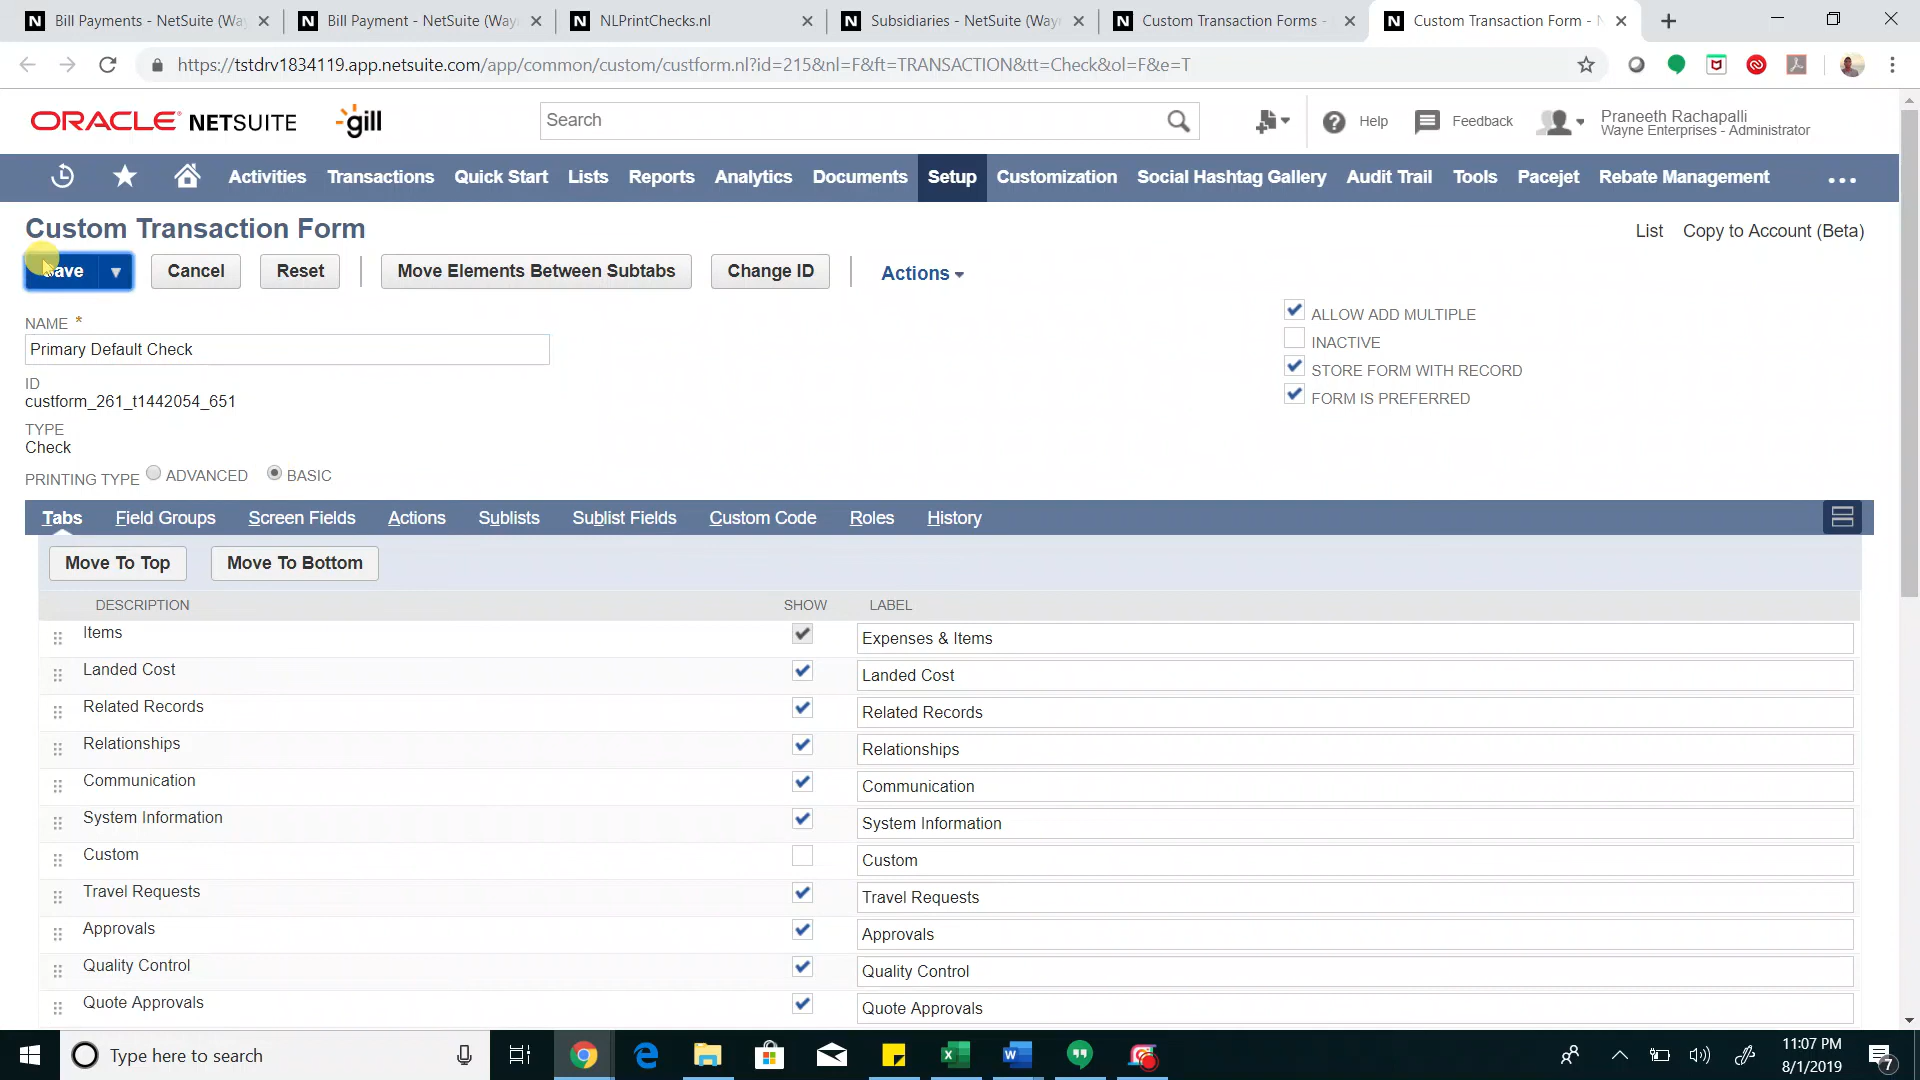 Bill Payments - NetSuite (Way
Bill Payment - NetSuite (Way
NLPrintChecks.nl
Subsidiaries - NetSuite (Way
Custom Transaction Forms -
Custom Transaction Form - N
https://tstdrv1834119.app.netsuite.com/app/common/custom/custform.nl?id=215&nl=F&ft=TRANSACTION&tt=Check&ol=F&e=T
ORACLE NETSUITE
gill
Search
Help
Feedback
Praneeth Rachapalli
Wayne Enterprises - Administrator
Activities Transactions Quick Start Lists Reports Analytics Documents Setup Customization Social Hashtag Gallery Audit Trail Tools Pacejet Rebate Management
Custom Transaction Form
List Copy to Account (Beta)
Save Cancel Reset Move Elements Between Subtabs Change ID Actions
NAME *
Primary Default Check
ID
custform_261_t1442054_651
TYPE
Check
PRINTING TYPE ADVANCED BASIC
ALLOW ADD MULTIPLE
INACTIVE
STORE FORM WITH RECORD
FORM IS PREFERRED
Tabs Field Groups Screen Fields Actions Sublists Sublist Fields Custom Code Roles History
Move To Top Move To Bottom
DESCRIPTION SHOW LABEL
Items Expenses & Items
Landed Cost Landed Cost
Related Records Related Records
Relationships Relationships
Communication Communication
System Information System Information
Custom Custom
Travel Requests Travel Requests
Approvals Approvals
Quality Control Quality Control
Quote Approvals Quote Approvals
Type here to search
11:07 PM
8/1/2019
7